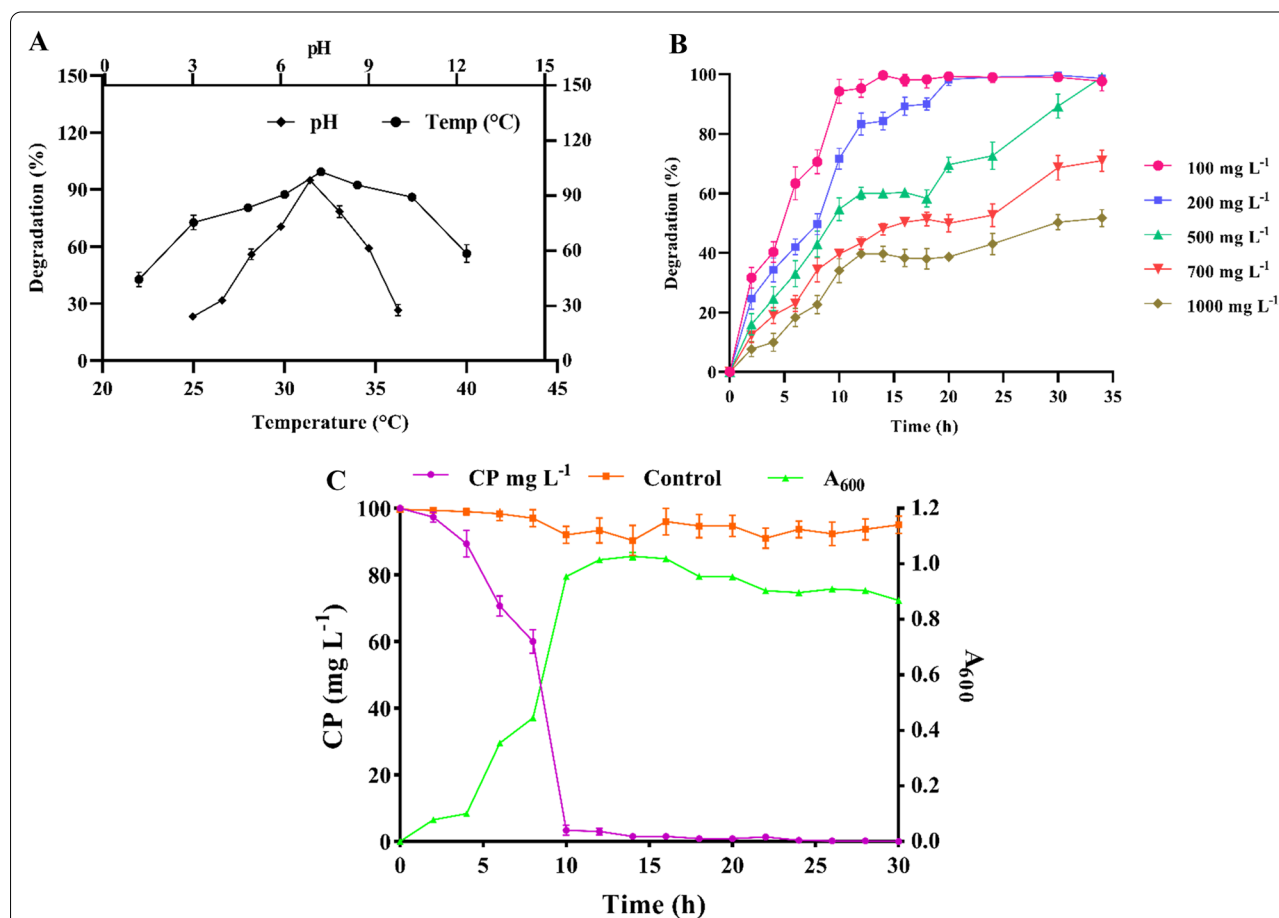 A
pH
0 3 6 9 12 15
150 120 90 60 30 0
Degradation (%)
pH Temp (°C)
150 120 90 60 30 0
20 25 30 35 40 45
Temperature (°C)
B
100 80 60 40 20 0
Degradation (%)
0 5 10 15 20 25 30 35
Time (h)
100 mg L⁻¹
200 mg L⁻¹
500 mg L⁻¹
700 mg L⁻¹
1000 mg L⁻¹
C
CP mg L⁻¹ Control A₆₀₀
100 80 60 40 20 0
CP (mg L⁻¹)
1.2 1.0 0.8 0.6 0.4 0.2 0.0
A₆₀₀
0 5 10 15 20 25 30
Time (h)